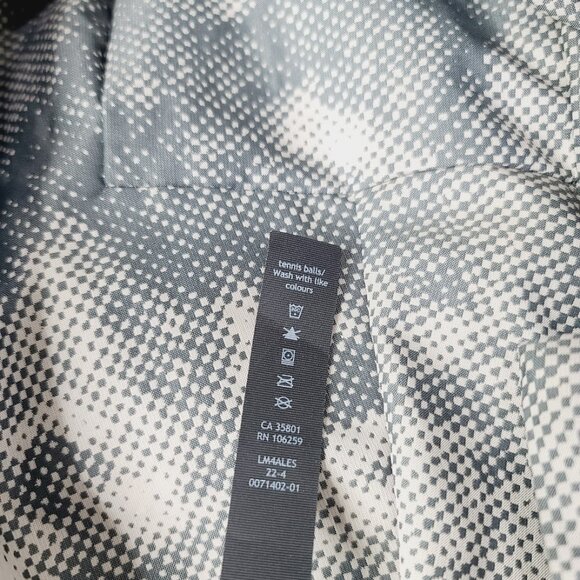 tennis balls/
Wash with like
colours
CA 35801
RN 106259
LM4ALES
22-4
0071402-01